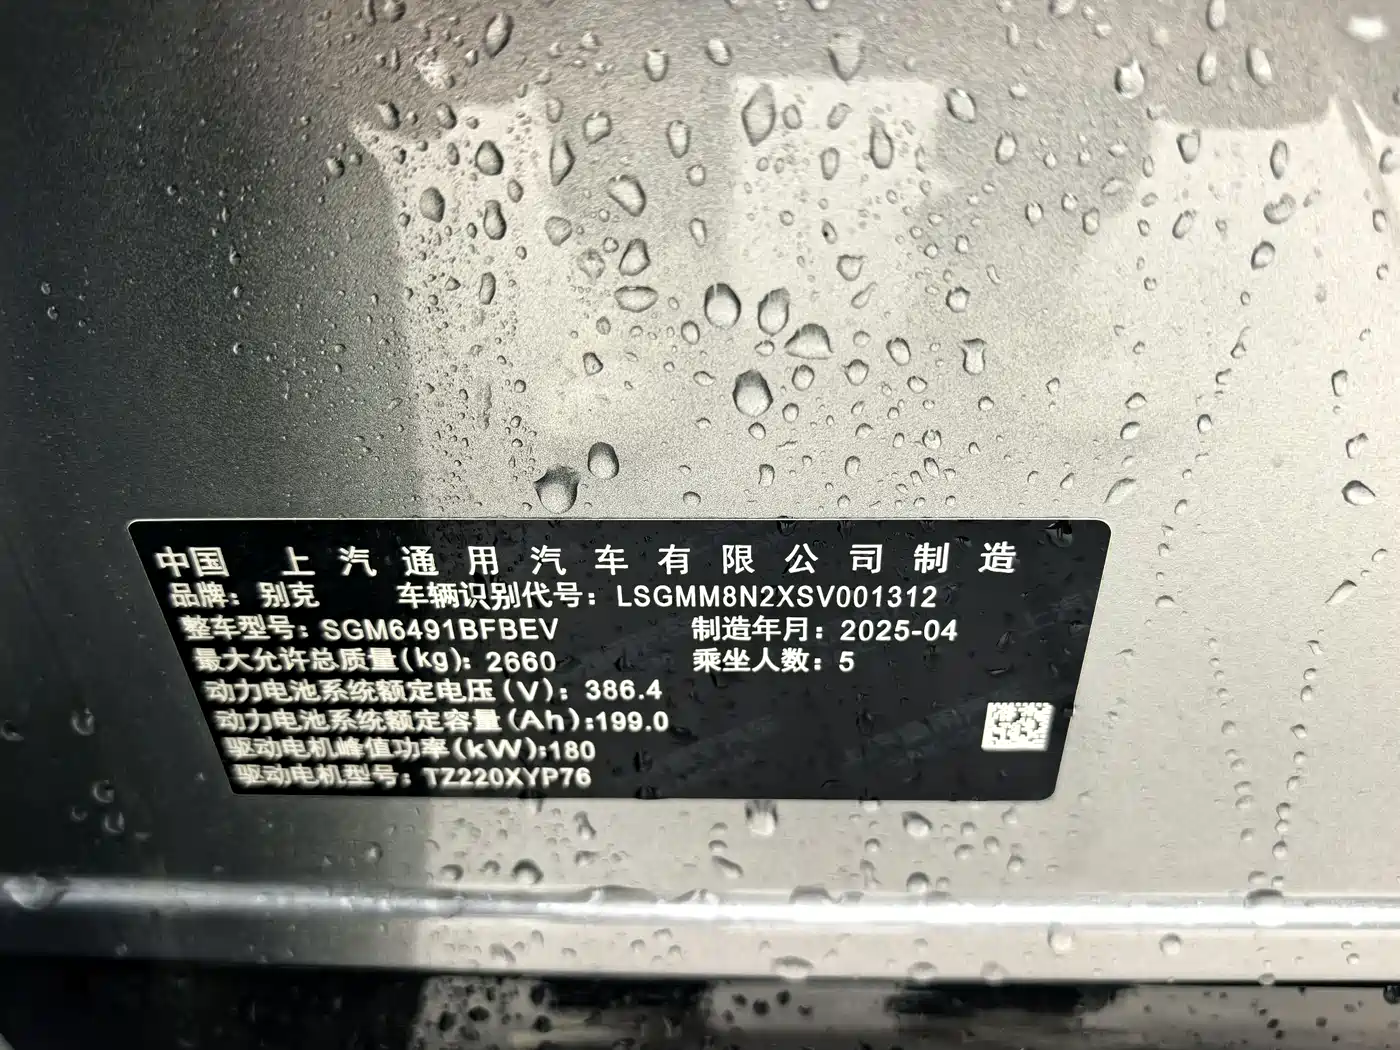 中国 上汽通用汽车有限公司制造
品牌：别克 车辆识别代号：LSGMM8N2XSV001312
整车型号：SGM6491BFBEV 制造年月：2025-04
最大允许总质量(kg)：2660 乘坐人数：5
动力电池系统额定电压(V)：386.4
动力电池系统额定容量(Ah):199.0
驱动电机峰值功率(kW):180
驱动电机型号：TZ220XYP76